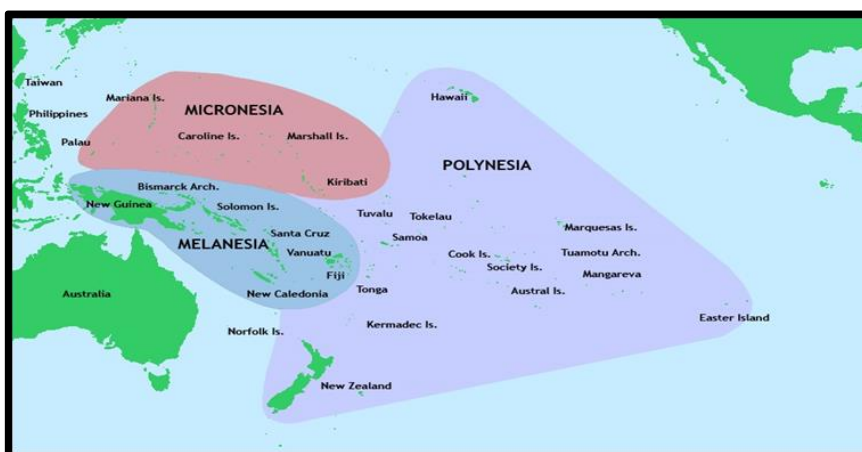 Taiwan
Mariana Is.
MICRONESIA
Hawaii
Philippines
Palau
Caroline Is.
Marshall Is.
POLYNESIA
Bismarck Arch.
Kiribati
New Guinea
Solomon Is.
Tuvalu
Tokelau
Santa Cruz
Marquesas Is.
MELANESIA
Samoa
Vanuatu
Cook Is.
Tuamotu Arch.
Society Is.
Fiji
Mangareva
Australia
New Caledonia
Tonga
Austral Is.
Norfolk Is.
Kermadec Is.
Easter Island
New Zealand